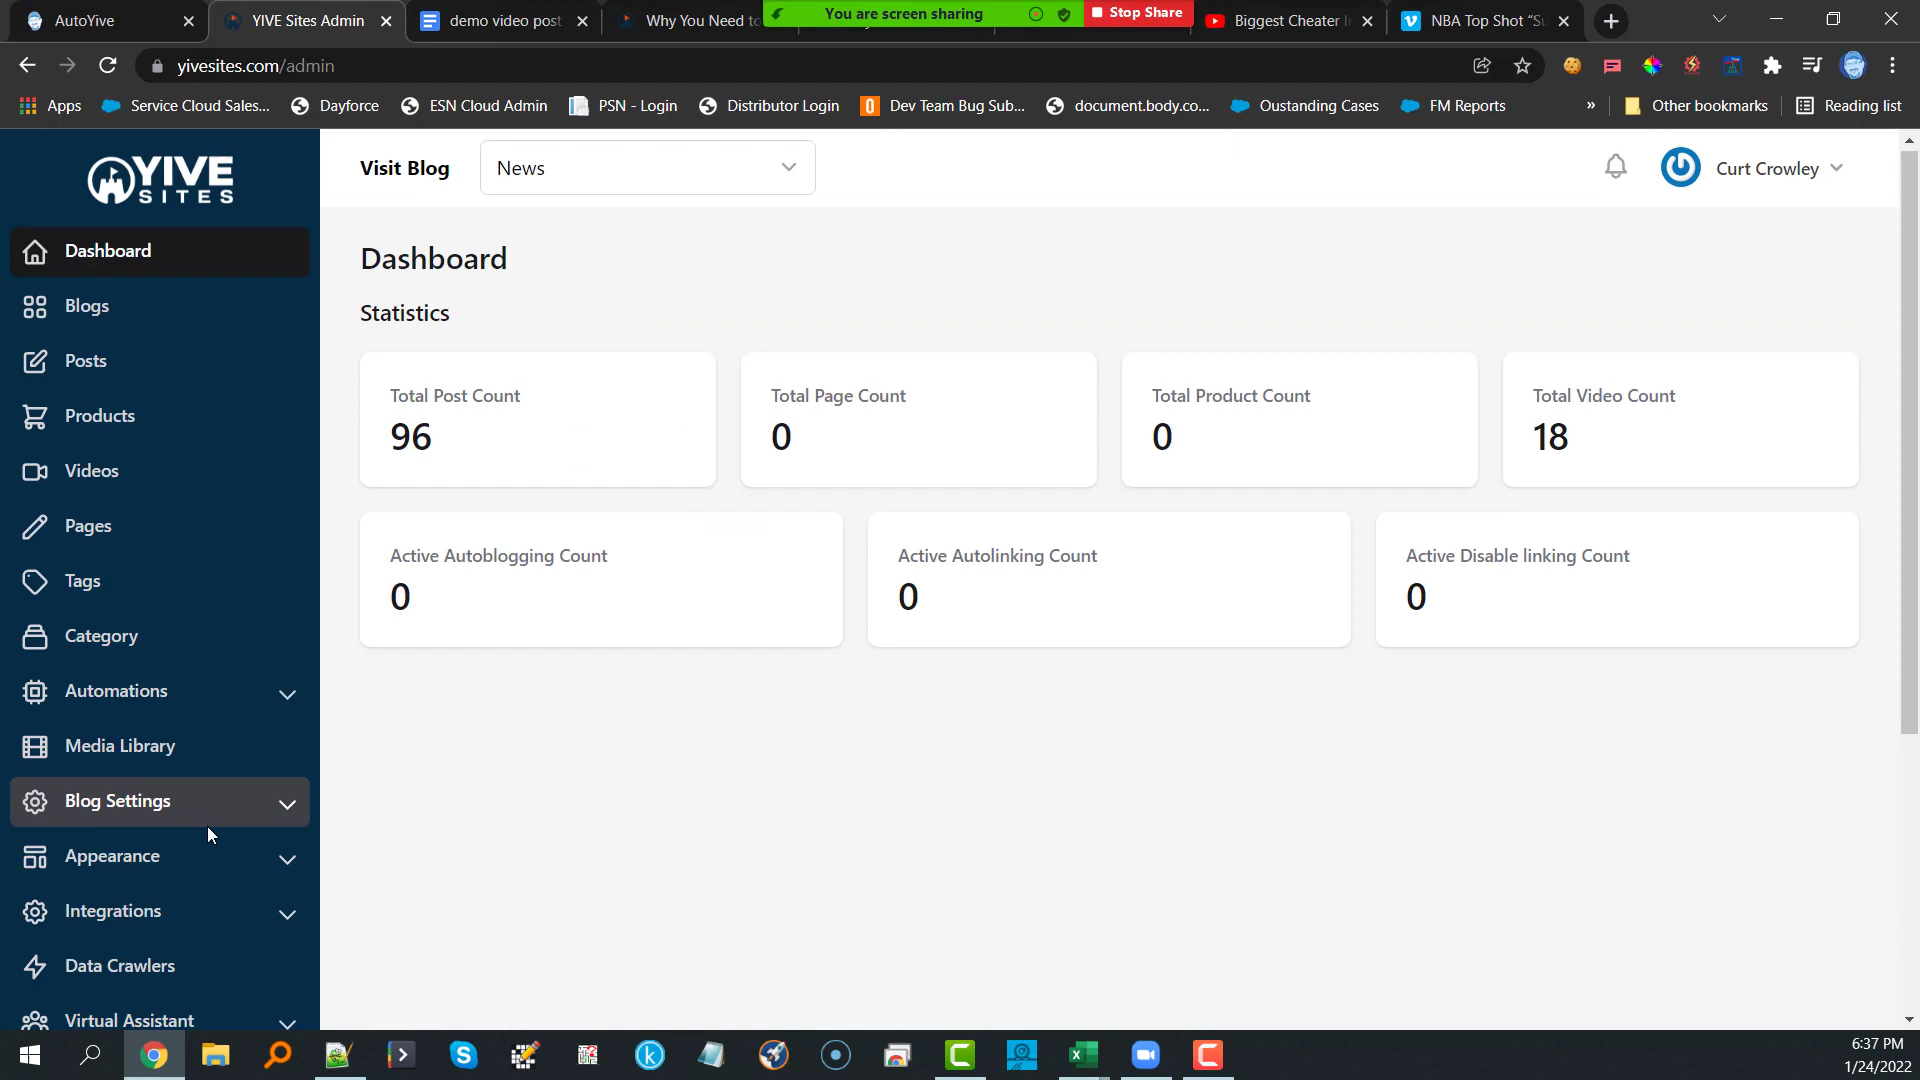 AutoYive
YIVE Sites Admin
demo video post
Why You Need to
You are screen sharing
Stop Share
Biggest Cheater I
NBA Top Shot "Su
yivesites.com/admin
Apps
Service Cloud Sales...
Dayforce
ESN Cloud Admin
PSN - Login
Distributor Login
Dev Team Bug Sub...
document.body.co...
Oustanding Cases
FM Reports
»
Other bookmarks
Reading list
YIVE
SITES
Visit Blog
News
Curt Crowley
Dashboard
Blogs
Posts
Products
Videos
Pages
Tags
Category
Automations
Media Library
Blog Settings
Appearance
Integrations
Data Crawlers
Virtual Assistant
Dashboard
Statistics
Total Post Count
96
Total Page Count
0
Total Product Count
0
Total Video Count
18
Active Autoblogging Count
0
Active Autolinking Count
0
Active Disable linking Count
0
6:37 PM
1/24/2022